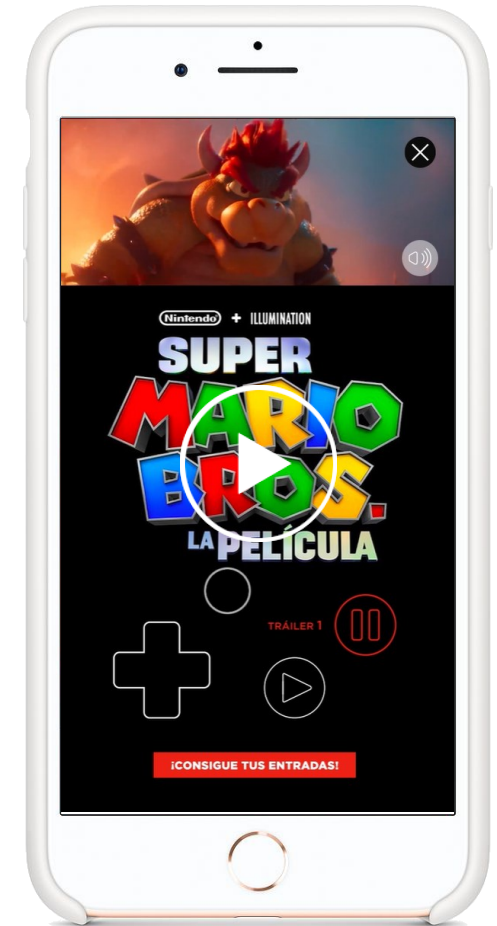 Nintendo + ILLUMINATION
SUPER
MARIO
BROS.
LA PELÍCULA
TRÁILER 1
¡CONSIGUE TUS ENTRADAS!